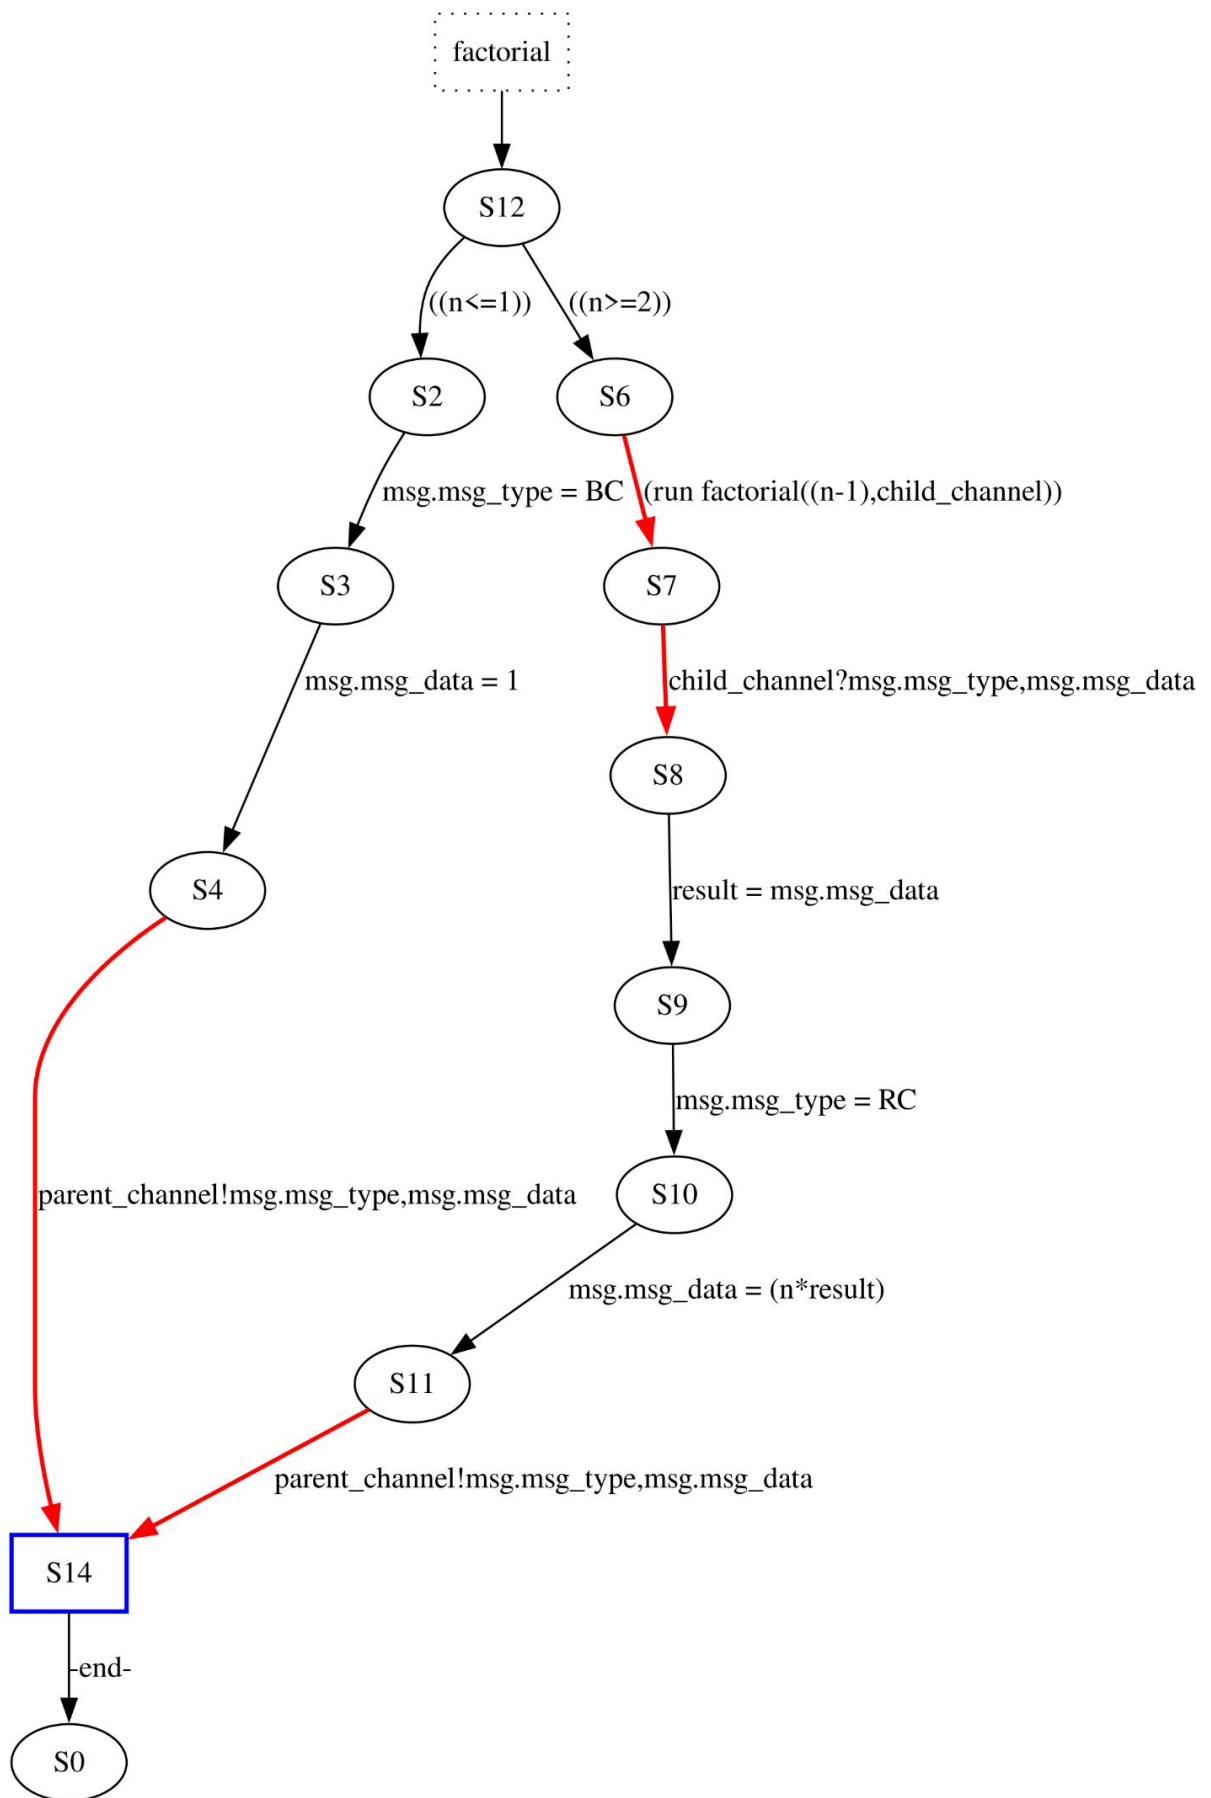 factorial
S12
((n<=1))
((n>=2))
S2
S6
msg.msg_type = BC
(run factorial((n-1),child_channel))
S3
S7
msg.msg_data = 1
child_channel?msg.msg_type,msg.msg_data
S8
S4
result = msg.msg_data
S9
msg.msg_type = RC
parent_channel!msg.msg_type,msg.msg_data
S10
msg.msg_data = (n*result)
S11
parent_channel!msg.msg_type,msg.msg_data
S14
-end-
S0